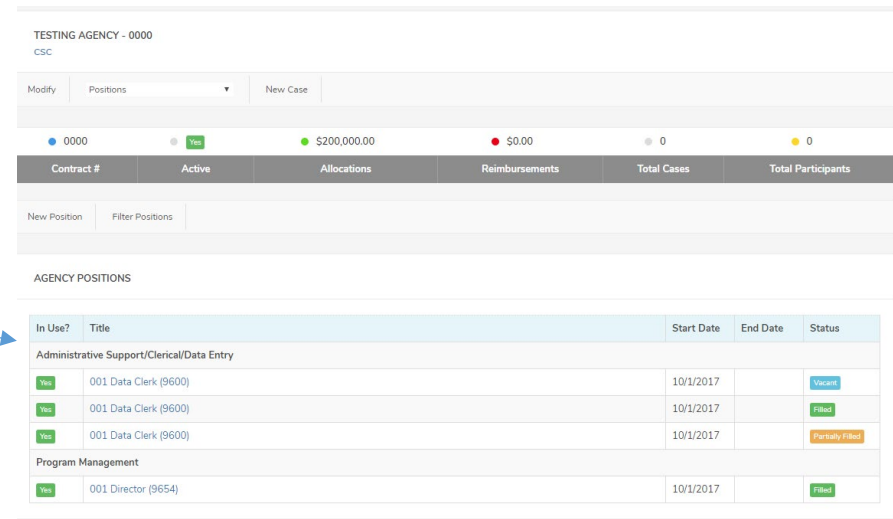 TESTING AGENCY - 0000
CSC
Modify Positions New Case
0000 Yes $200,000.00 $0.00 0 0
Contract # Active Allocations Reimbursements Total Cases Total Participants
New Position Filter Positions
AGENCY POSITIONS
In Use? Title Start Date End Date Status
Administrative Support/Clerical/Data Entry
Yes 001 Data Clerk (9600) 10/1/2017 Vacant
Yes 001 Data Clerk (9600) 10/1/2017 Filled
Yes 001 Data Clerk (9600) 10/1/2017 Partially Filled
Program Management
Yes 001 Director (9654) 10/1/2017 Filled